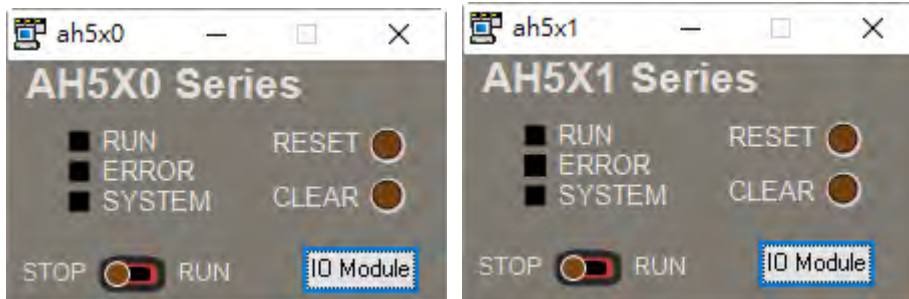 ah5x0
AH5X0 Series
RUN
RESET
ERROR
SYSTEM
CLEAR
STOP
RUN
IO Module
ah5x1
AH5X1 Series
RUN
RESET
ERROR
SYSTEM
CLEAR
STOP
RUN
IO Module